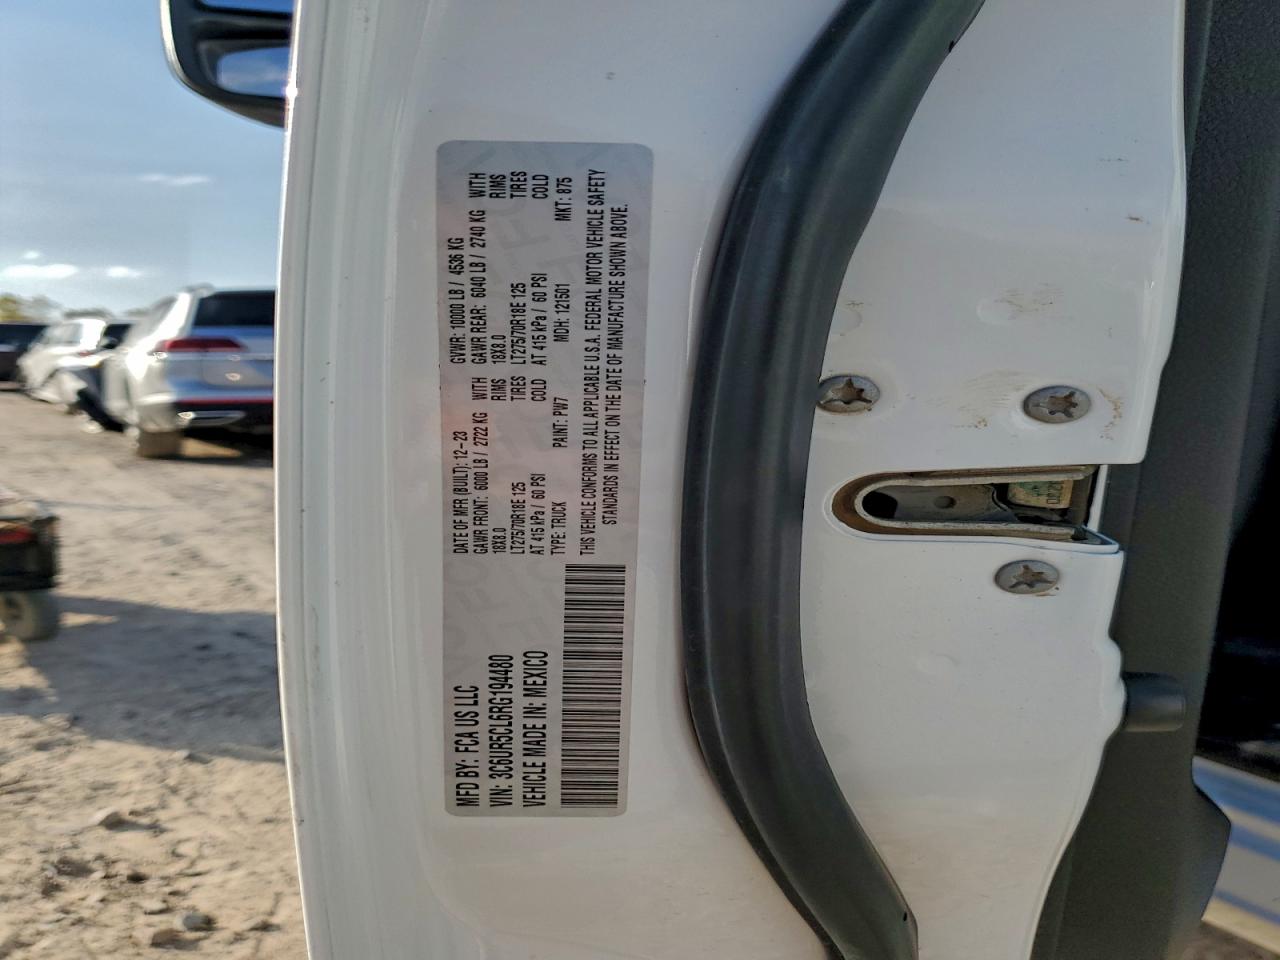 MFD BY: FCA US LLC
VIN: 3C6UR5CL6RG194480
VEHICLE MADE IN: MEXICO
DATE OF MFR (BUILT): 12-23 GVWR: 10000 LB / 4536 KG
GAWR FRONT: 6000 LB / 2722 KG WITH GAWR REAR: 6040 LB / 2740 KG WITH
18X8.0 RIMS 18X8.0 RIMS
LT275/70R18E 125 TIRES LT275/70R18E 125 TIRES
AT 415 kPa / 60 PSI COLD AT 415 kPa / 60 PSI COLD
TYPE: TRUCK PAINT: PW7 MDH: 121501 MKT: 875
THIS VEHICLE CONFORMS TO ALL APPLICABLE U.S.A. FEDERAL MOTOR VEHICLE SAFETY
STANDARDS IN EFFECT ON THE DATE OF MANUFACTURE SHOWN ABOVE.